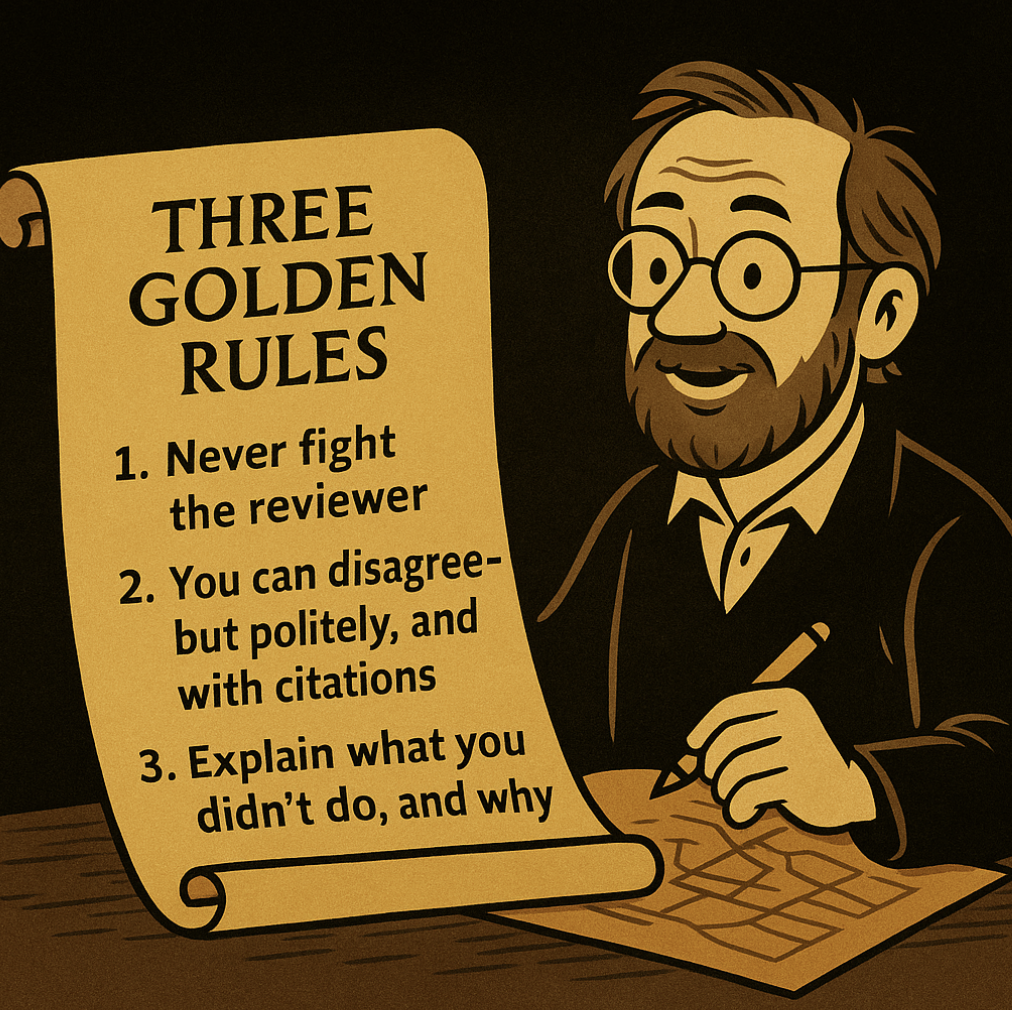 THREE
GOLDEN
RULES
1. Never fight
the reviewer
2. You can disagree-
but politely, and
with citations
3. Explain what you
didn't do, and why